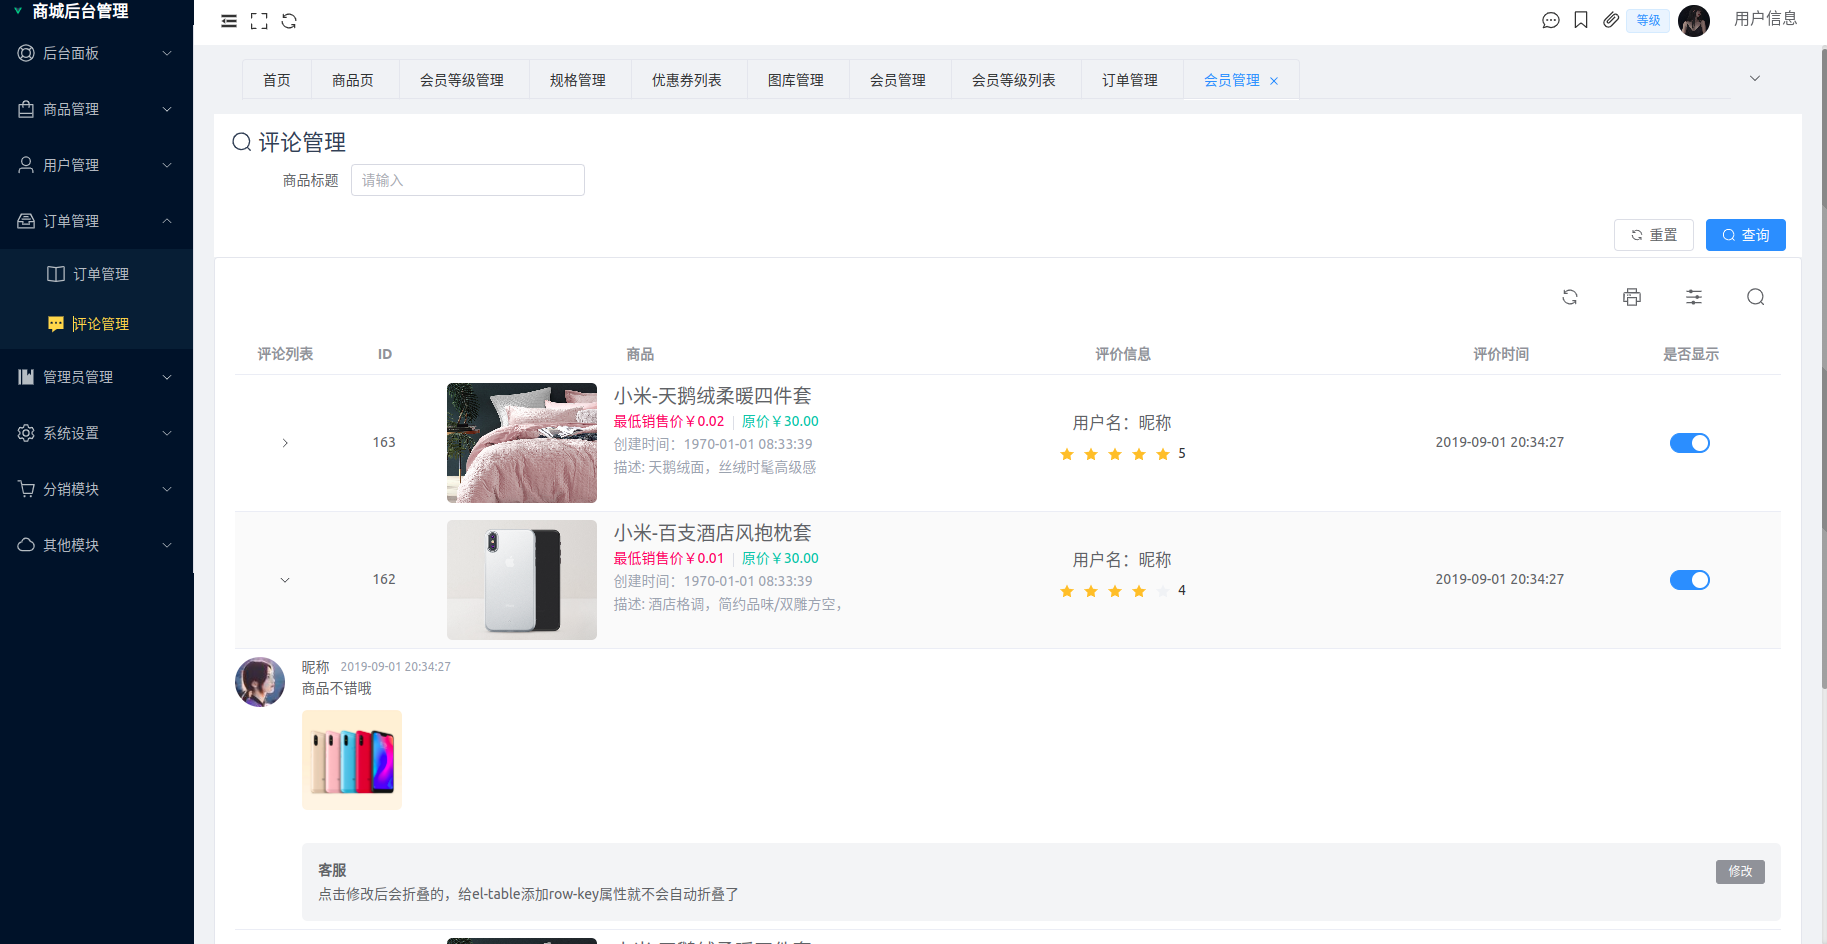 商城后台管理
等级
用户信息
后台面板
商品管理
用户管理
订单管理
订单管理
评论管理
管理员管理
系统设置
分销模块
其他模块
首页
商品页
会员等级管理
规格管理
优惠券列表
图库管理
会员管理
会员等级列表
订单管理
会员管理
评论管理
商品标题 请输入
重置 查询
评论列表 ID 商品 评价信息 评价时间 是否显示
163
小米-天鹅绒柔暖四件套
最低销售价￥0.02 原价￥30.00
创建时间：1970-01-01 08:33:39
描述: 天鹅绒面，丝绒时髦高级感
用户名：昵称
5
2019-09-01 20:34:27
162
小米-百支酒店风抱枕套
最低销售价￥0.01 原价￥30.00
创建时间：1970-01-01 08:33:39
描述: 酒店格调，简约品味/双雕方空，
用户名：昵称
4
2019-09-01 20:34:27
昵称 2019-09-01 20:34:27
商品不错哦
客服
点击修改后会折叠的，给el-table添加row-key属性就不会自动折叠了
修改